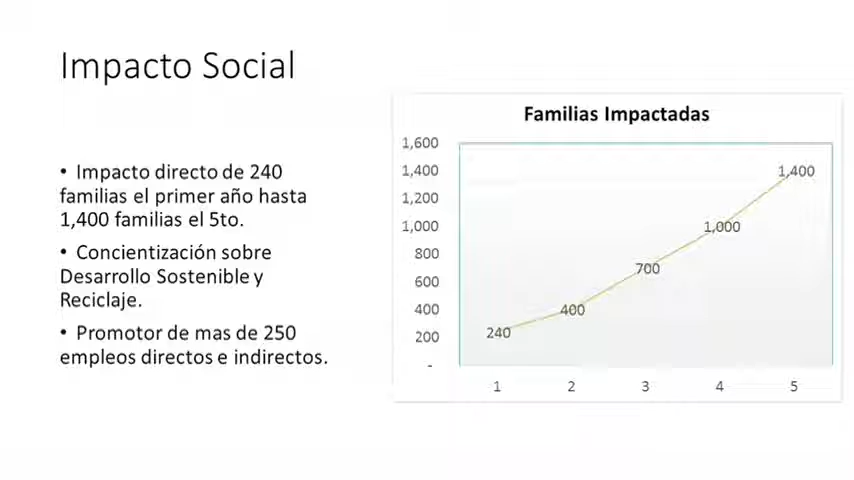 Impacto Social
• Impacto directo de 240
familias el primer año hasta
1,400 familias el 5to.
• Concientización sobre
Desarrollo Sostenible y
Reciclaje.
• Promotor de mas de 250
empleos directos e indirectos.
Familias Impactadas
1,600
1,400
1,200
1,000
800
600
400
200
-
240
400
700
1,000
1,400
1 2 3 4 5